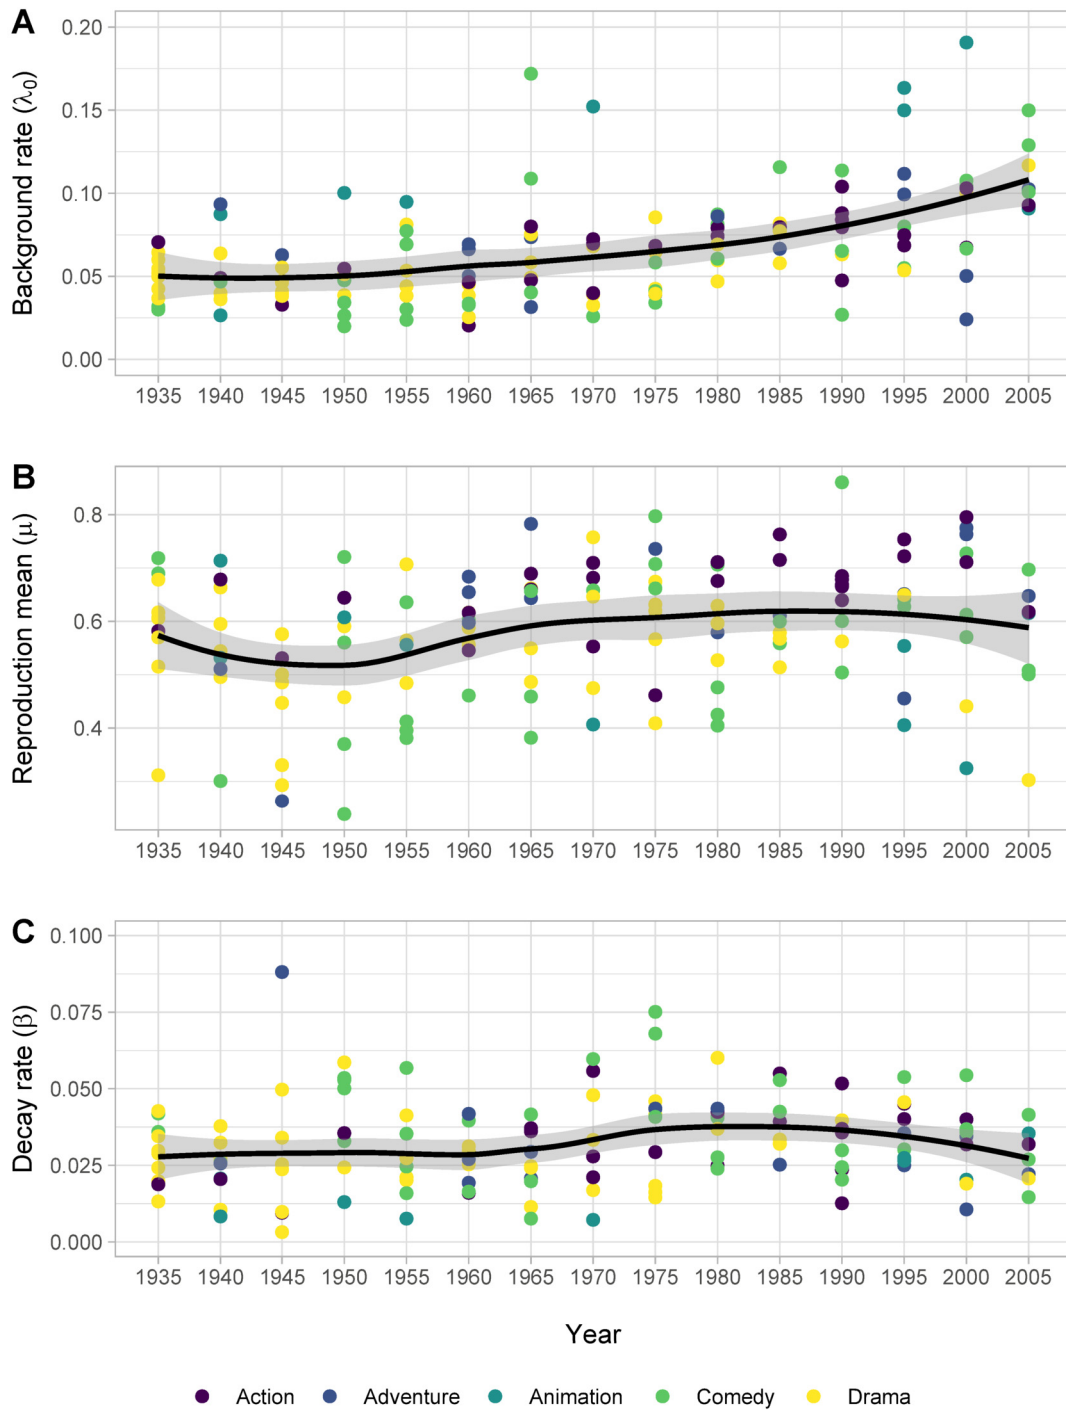 A
Background rate (λ0)
0.20
0.15
0.10
0.05
0.00
1935 1940 1945 1950 1955 1960 1965 1970 1975 1980 1985 1990 1995 2000 2005
B
Reproduction mean (μ)
0.8
0.6
0.4
1935 1940 1945 1950 1955 1960 1965 1970 1975 1980 1985 1990 1995 2000 2005
C
Decay rate (β)
0.100
0.075
0.050
0.025
0.000
1935 1940 1945 1950 1955 1960 1965 1970 1975 1980 1985 1990 1995 2000 2005
Year
Action Adventure Animation Comedy Drama